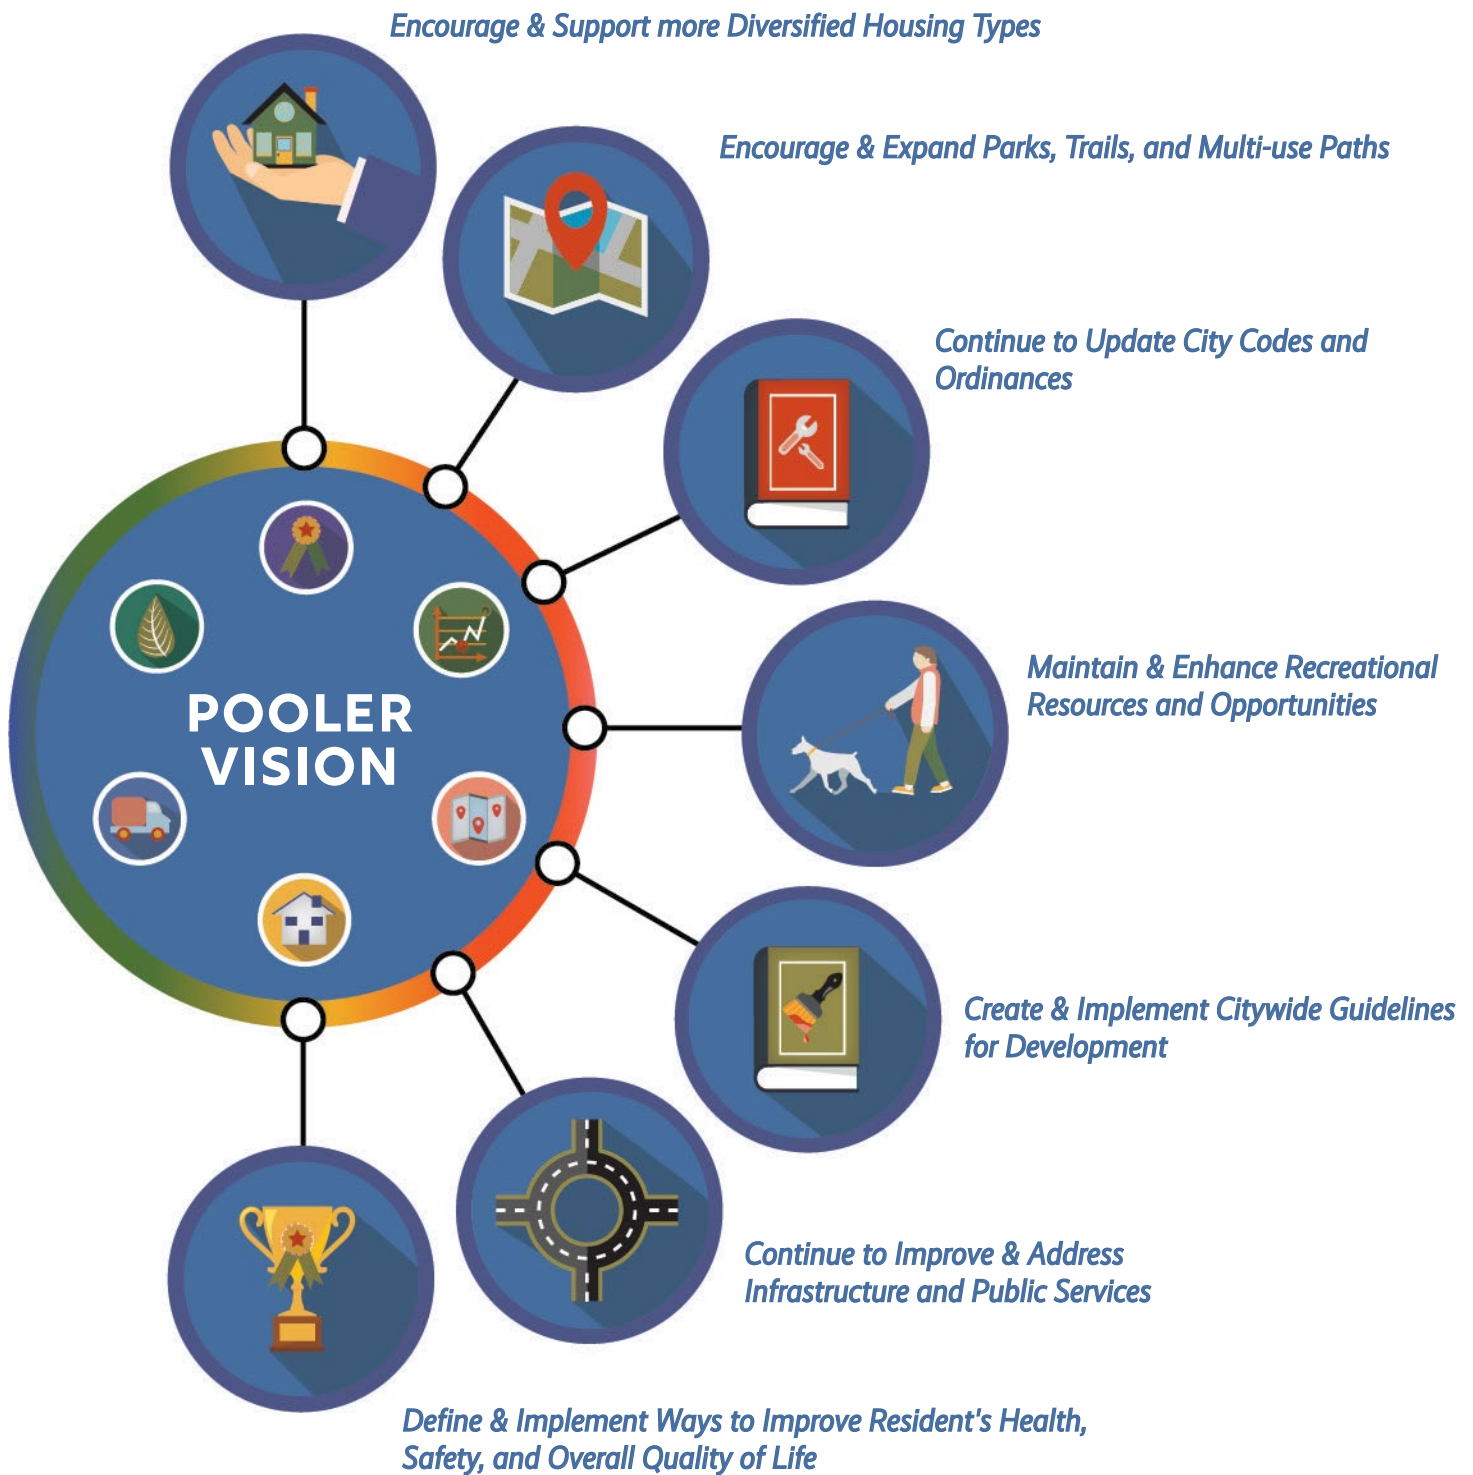 Encourage & Support more Diversified Housing Types
Encourage & Expand Parks, Trails, and Multi-use Paths
Continue to Update City Codes and
Ordinances
Maintain & Enhance Recreational
Resources and Opportunities
POOLER
VISION
Create & Implement Citywide Guidelines
for Development
Continue to Improve & Address
Infrastructure and Public Services
Define & Implement Ways to Improve Resident's Health,
Safety, and Overall Quality of Life